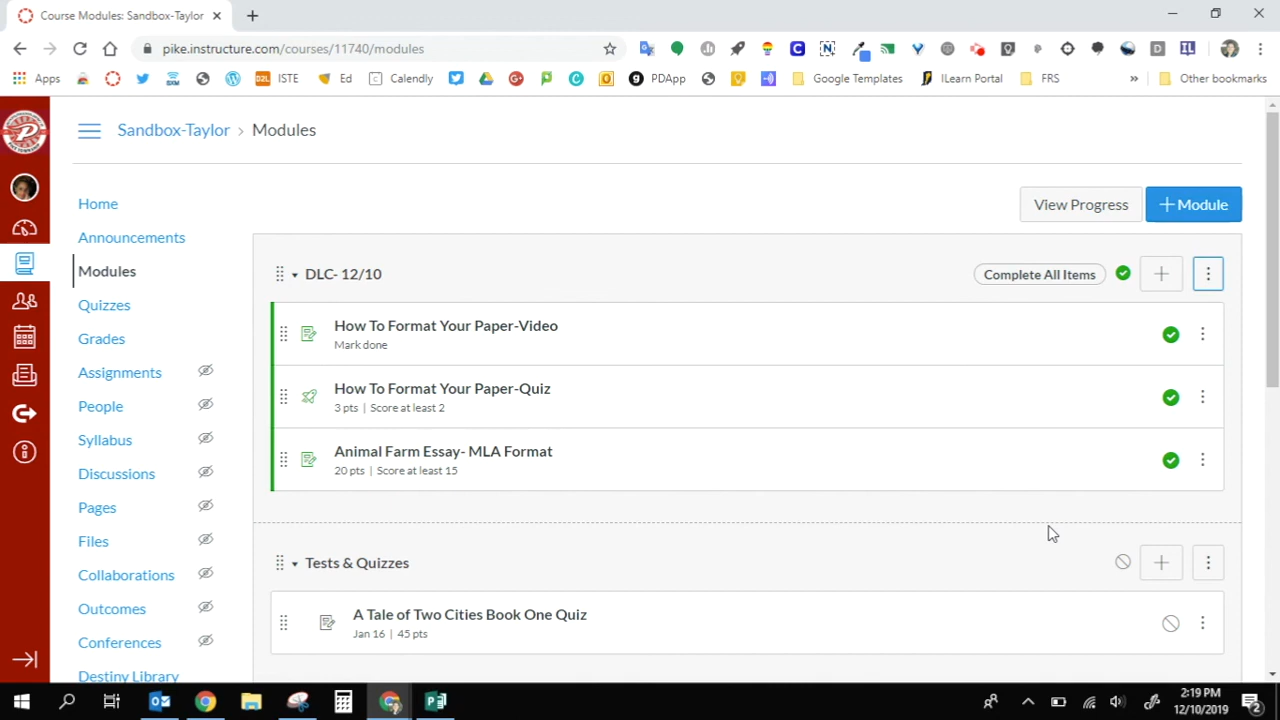 Course Modules: Sandbox-Taylor
pike.instructure.com/courses/11740/modules
Apps
D2L ISTE
Ed
Calendly
PDApp
Google Templates
ILearn Portal
FRS
Other bookmarks
Sandbox-Taylor > Modules
View Progress
+ Module
Home
Announcements
Modules
Quizzes
Grades
Assignments
People
Syllabus
Discussions
Pages
Files
Collaborations
Outcomes
Conferences
Destiny Library
DLC- 12/10
Complete All Items
How To Format Your Paper-Video
Mark done
How To Format Your Paper-Quiz
3 pts | Score at least 2
Animal Farm Essay- MLA Format
20 pts | Score at least 15
Tests & Quizzes
A Tale of Two Cities Book One Quiz
Jan 16 | 45 pts
2:19 PM
12/10/2019
2